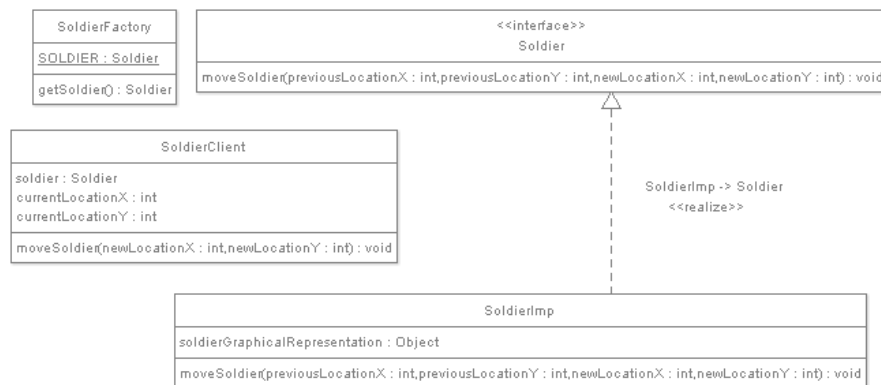 SoldierFactory
SOLDIER : Soldier
getSoldier() : Soldier
<<interface>>
Soldier
moveSoldier(previousLocationX : int,previousLocationY : int,newLocationX : int,newLocationY : int) : void
SoldierClient
soldier : Soldier
currentLocationX : int
currentLocationY : int
moveSoldier(newLocationX : int,newLocationY : int) : void
SoldierImp -> Soldier
<<realize>>
SoldierImp
soldierGraphicalRepresentation : Object
moveSoldier(previousLocationX : int,previousLocationY : int,newLocationX : int,newLocationY : int) : void